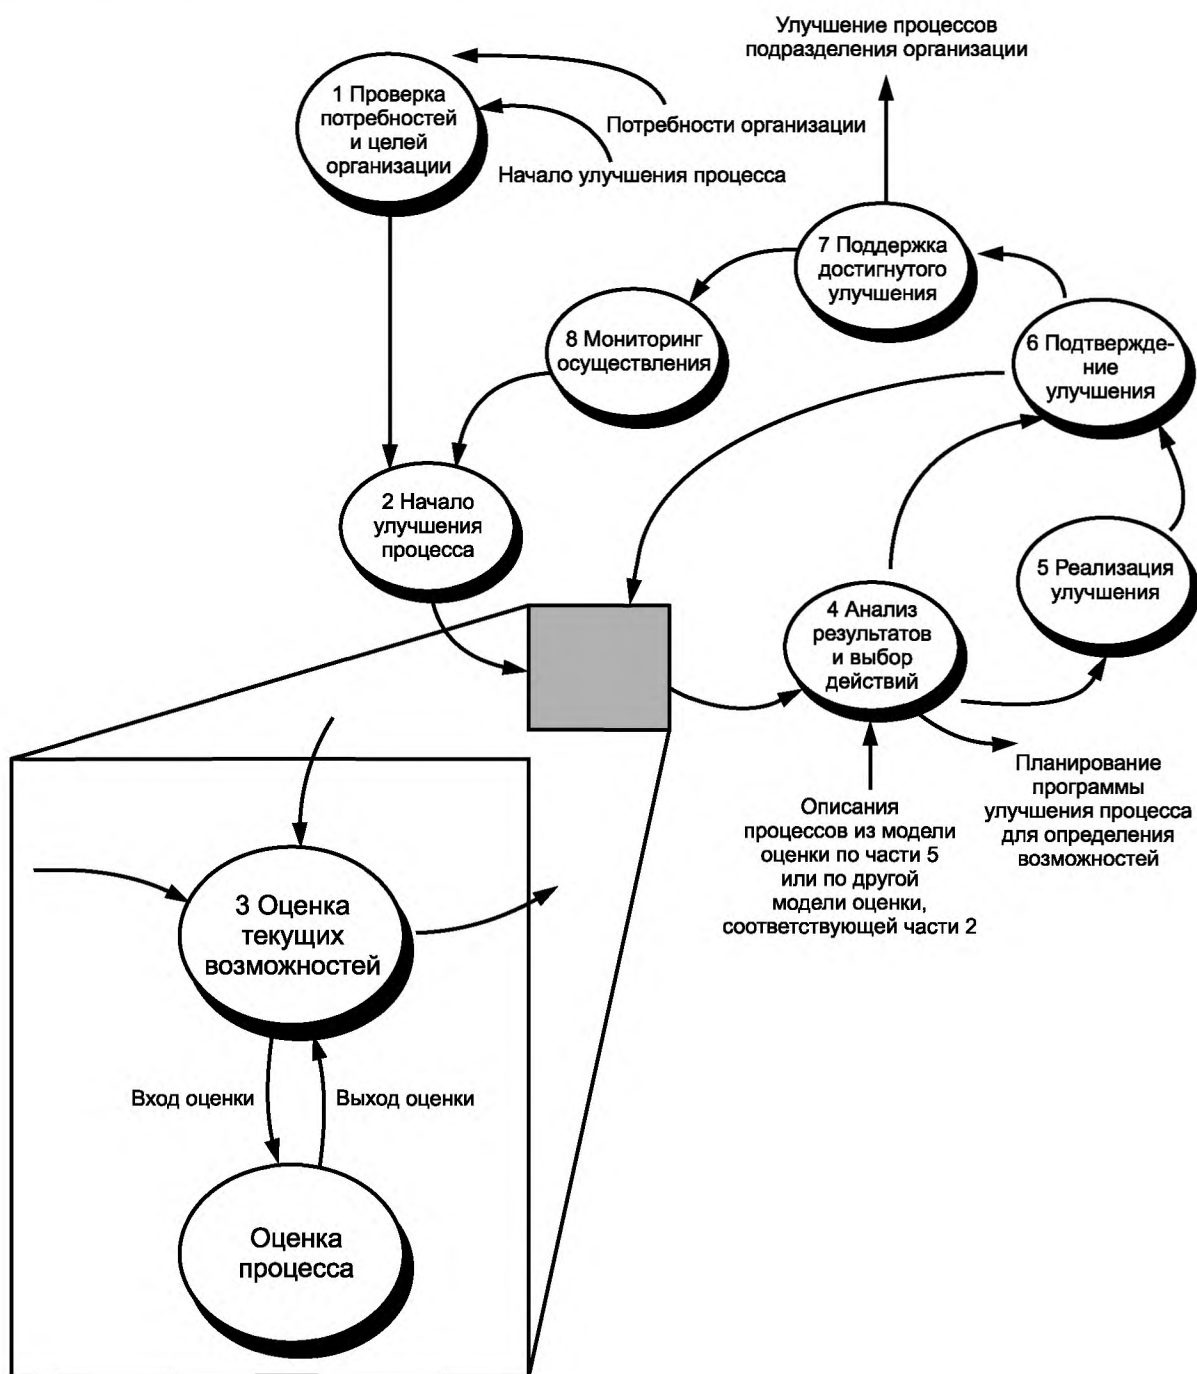 Улучшение процессов
подразделения организации
1 Проверка
потребностей
и целей
организации
Потребности организации
Начало улучшения процесса
7 Поддержка
достигнутого
улучшения
8 Мониторинг
осуществления
6 Подтвержде-
ние
улучшения
2 Начало
улучшения
процесса
5 Реализация
улучшения
4 Анализ
результатов
и выбор
действий
Планирование
программы
улучшения процесса
для определения
возможностей
Описания
процессов из модели
оценки по части 5
или по другой
модели оценки,
соответствующей части 2
3 Оценка
текущих
возможностей
Вход оценки
Выход оценки
Оценка
процесса